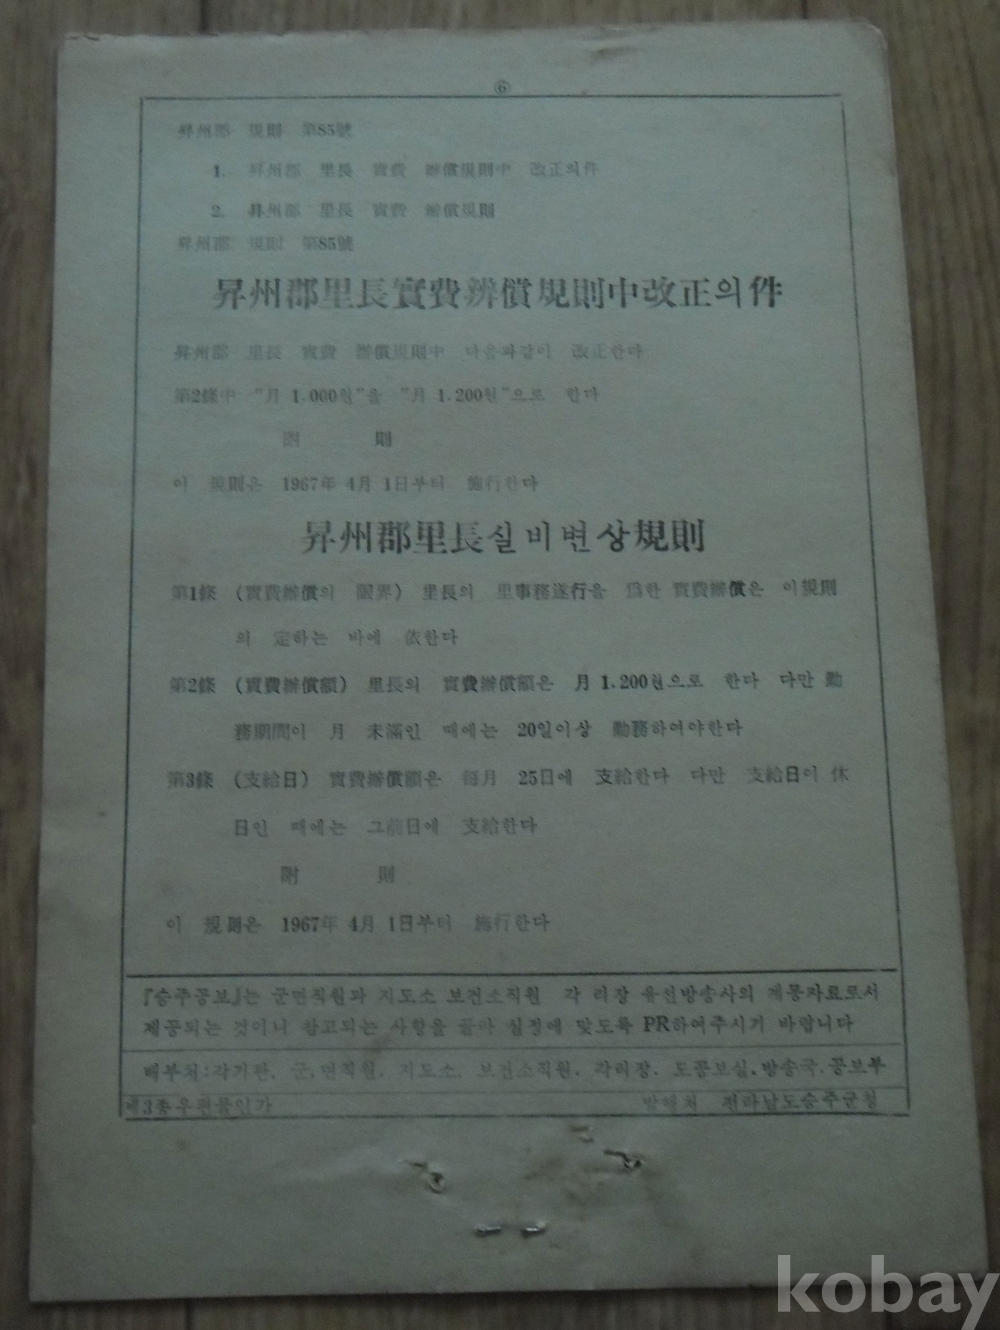 ⑥
昇州郡 規則 第85號
1. 昇州郡 里長 實費 辦償規則中 改正의件
2. 昇州郡 里長 實費 辦償規則
昇州郡 規則 第85號
昇州郡里長實費辨償規則中改正의件
昇州郡 里長 實費 辦償規則中 다음과같이 改正한다
第2條中 "月 1.000원"을 "月 1.200원"으로 한다
附 則
이 規則은 1967年 4月 1日부터 施行한다
昇州郡里長실비변상規則
第1條 (實費辦償의 限界) 里長의 里事務遂行을 爲한 實費辦償은 이規則
의 定하는 바에 依한다
第2條 (實費辦償額) 里長의 實費辦償額은 月 1.200원으로 한다 다만 勤
務期間이 月 未滿인 때에는 20일이상 勤務하여야한다
第3條 (支給日) 實費辦償額은 每月 25日에 支給한다 다만 支給日이 休
日인 때에는 그前日에 支給한다
附 則
이 規則은 1967年 4月 1日부터 施行한다
『승주공보』는 군면직원과 지도소 보건소직원 각 리장 유선방송사의 계몽자료로서
제공되는 것이니 참고되는 사항을 골라 실정에 맞도록 PR하여주시기 바랍니다
배부처:각기관. 군,면직원. 지도소. 보건소직원. 각리장. 도공보실.방송국.공보부
제3종우편물인가 발행처 전라남도승주군청
kobay